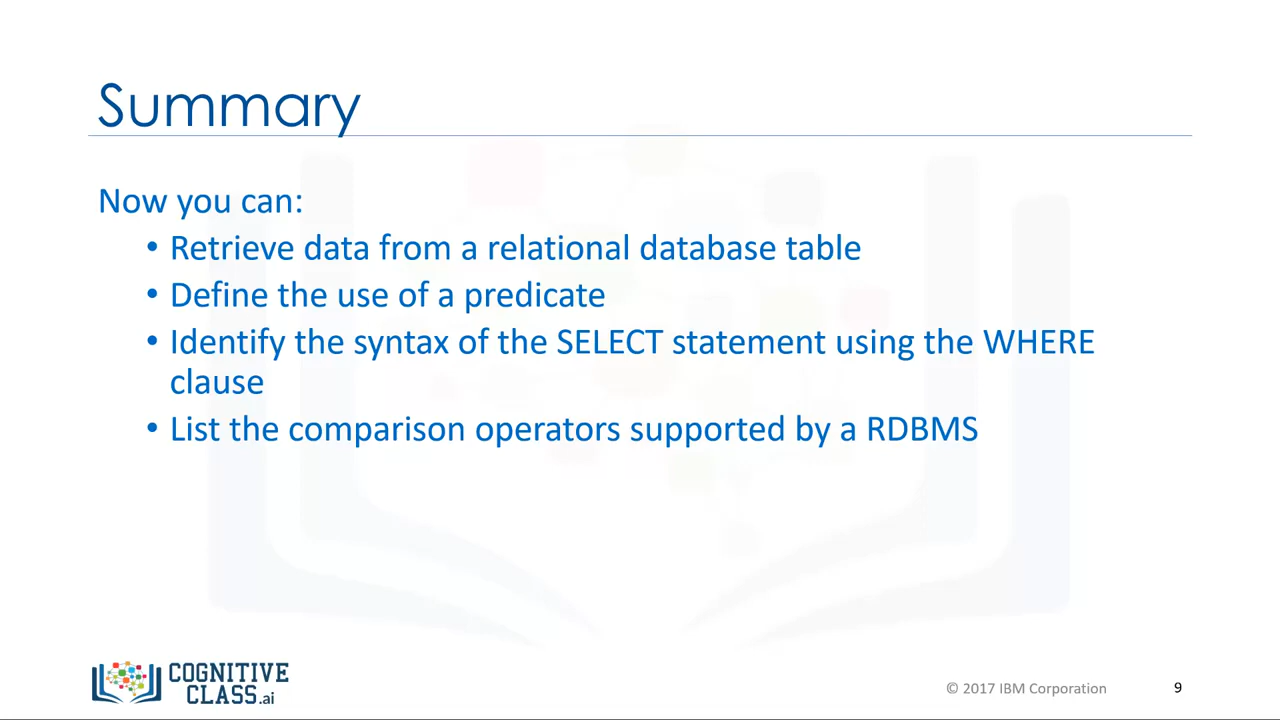 Summary
Now you can:
• Retrieve data from a relational database table
• Define the use of a predicate
• Identify the syntax of the SELECT statement using the WHERE
clause
• List the comparison operators supported by a RDBMS
COGNITIVE
CLASS.ai
© 2017 IBM Corporation
9